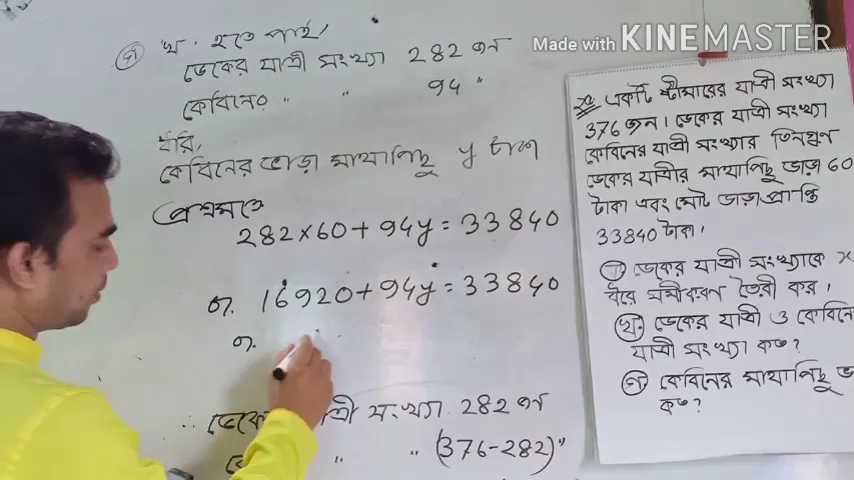 Made with KINEMASTER
গ) 'খ' হতে পাই,
ডেকের যাত্রী সংখ্যা 282 জন
কেবিনের " " 94 "
ধরি,
কেবিনের ভাড়া মাথাপিছু y টাকা
প্রশ্নমতে
282×60+94y=33840
বা, 16920+94y=33840
বা,
∴ ডেকের যাত্রী সংখ্যা 282 জন
" " (376-282)"
একটি ষ্টীমারের যাত্রী সংখ্যা
376 জন। ডেকের যাত্রী সংখ্যা
কেবিনের যাত্রী সংখ্যার তিনগুন
ডেকের যাত্রীর মাথাপিছু ভাড়া 60
টাকা এবং মোট ভাড়া প্রাপ্তি
33840 টাকা।
ক) ডেকের যাত্রী সংখ্যাকে x
ধরে সমীকরণ তৈরী কর।
খ) ডেকের যাত্রী ও কেবিনে
যাত্রী সংখ্যা কত?
গ) কেবিনের মাথাপিছু ভ
কত?